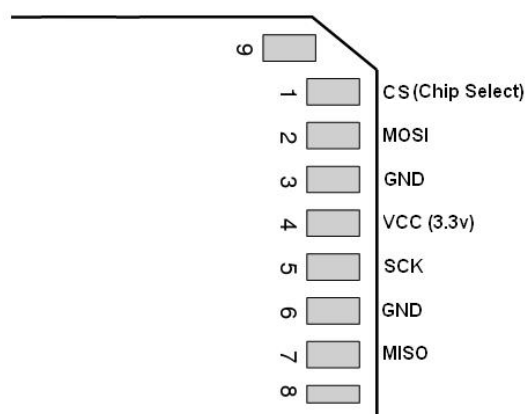 9
1 CS (Chip Select)
2 MOSI
3 GND
4 VCC (3.3v)
5 SCK
6 GND
7 MISO
8